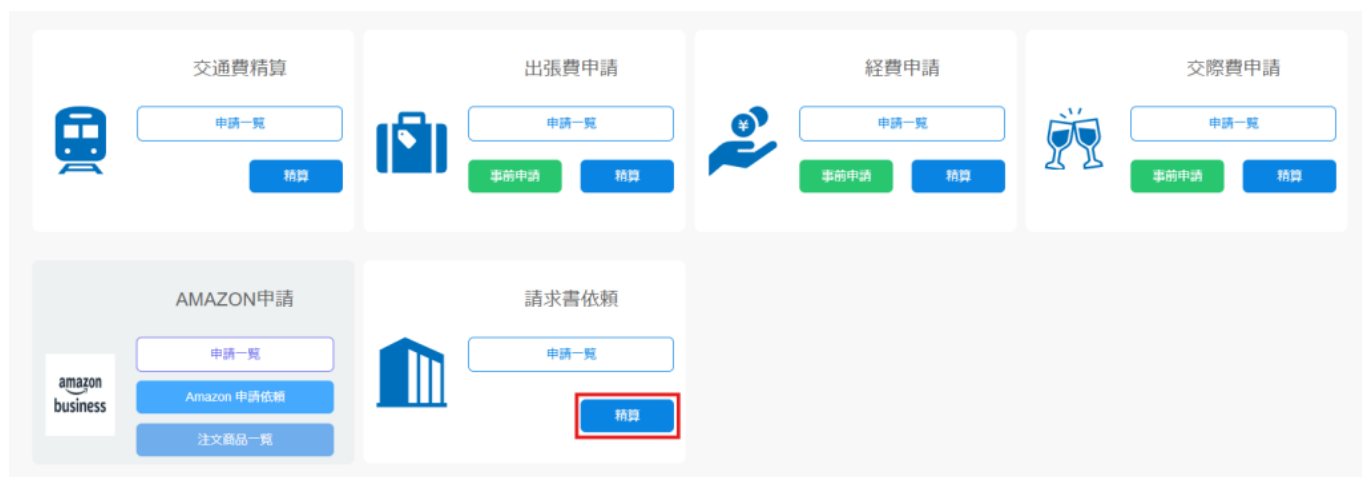 交通費精算
申請一覧
精算
出張費申請
申請一覧
事前申請
精算
経費申請
¥
申請一覧
事前申請
精算
交際費申請
申請一覧
事前申請
精算
AMAZON申請
amazon
business
申請一覧
Amazon 申請依頼
注文商品一覧
請求書依頼
申請一覧
精算